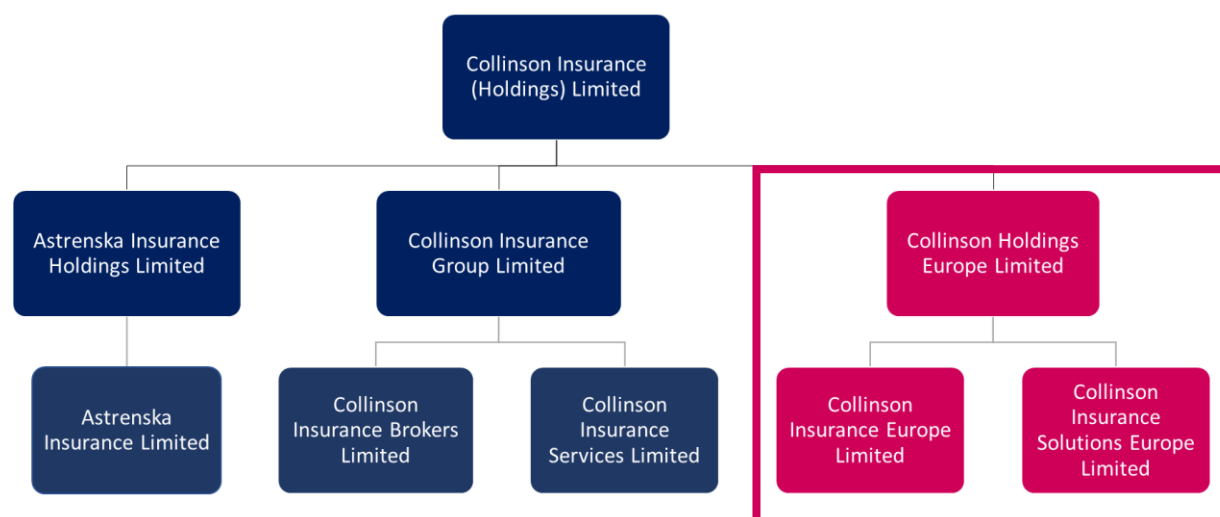 Collinson Insurance
(Holdings) Limited
Astrenska Insurance
Holdings Limited
Collinson Insurance
Group Limited
Collinson Holdings
Europe Limited
Astrenska
Insurance Limited
Collinson
Insurance Brokers
Limited
Collinson
Insurance
Services Limited
Collinson
Insurance Europe
Limited
Collinson
Insurance
Solutions Europe
Limited